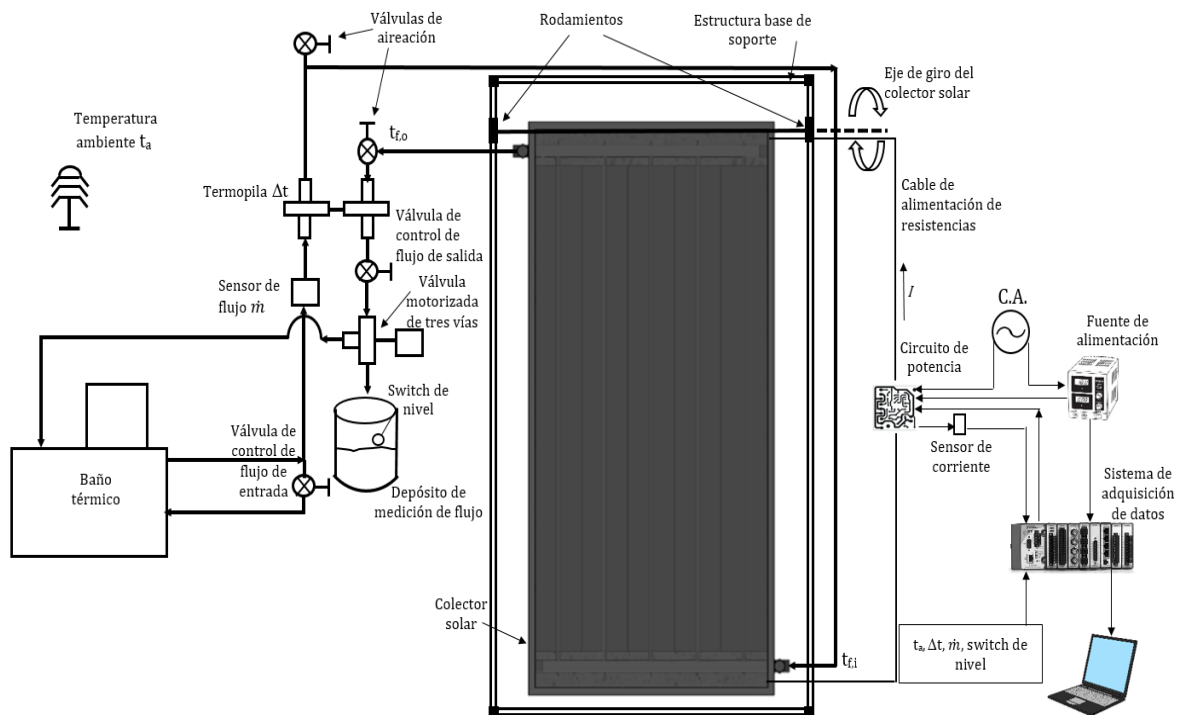 Válvulas de
aireación
Rodamientos
Estructura base de
soporte
Eje de giro del
colector solar
Temperatura
ambiente tₐ
t_f,o
Termopila Δt
Cable de
alimentación de
resistencias
Válvula de
control de
flujo de salida
Sensor de
flujo ṁ
Válvula
motorizada
de tres vías
I
C.A.
Fuente de
alimentación
Circuito de
potencia
Switch de
nivel
Válvula de
control de
flujo de
entrada
Sensor de
corriente
Baño
térmico
Depósito de
medición de flujo
Sistema de
adquisición
de datos
Colector
solar
t_f,i
tₐ, Δt, ṁ, switch de
nivel